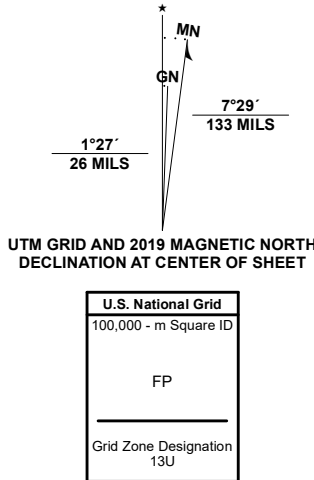 ★
MN
GN
7°29´
133 MILS
1°27´
26 MILS
UTM GRID AND 2019 MAGNETIC NORTH
DECLINATION AT CENTER OF SHEET
U.S. National Grid
100,000 - m Square ID
FP
Grid Zone Designation
13U